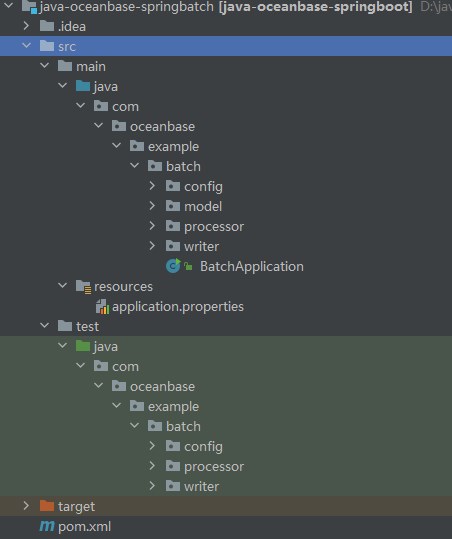 java-oceanbase-springbatch [java-oceanbase-springboot] D:\jav
.idea
src
main
java
com
oceanbase
example
batch
config
model
processor
writer
BatchApplication
resources
application.properties
test
java
com
oceanbase
example
batch
config
processor
writer
target
pom.xml